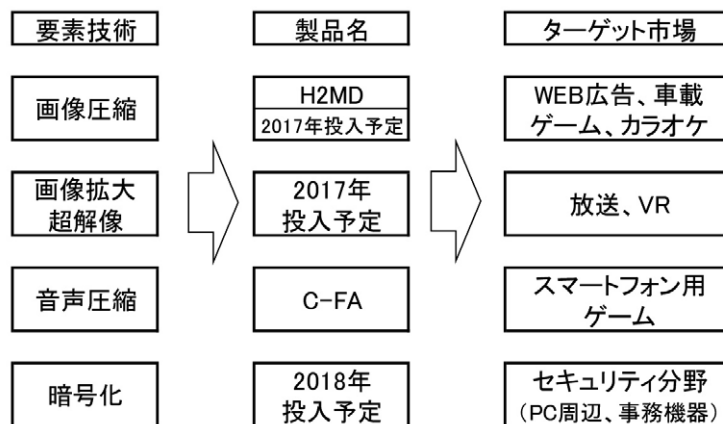 要素技術
製品名
ターゲット市場
画像圧縮
H2MD
2017年投入予定
WEB広告、車載
ゲーム、カラオケ
画像拡大
超解像
2017年
投入予定
放送、VR
音声圧縮
C-FA
スマートフォン用
ゲーム
暗号化
2018年
投入予定
セキュリティ分野
(PC周辺、事務機器)